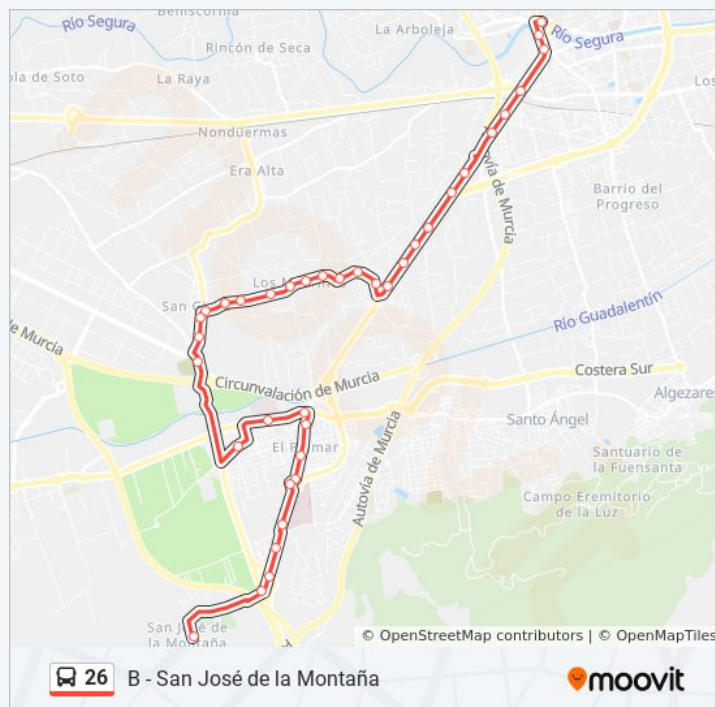 Beniscornia
Río Segura
La Arboleja
Rincón de Seca
Río Segura
ola de Soto
La Raya
Los
Nonduermas
Era Alta
Autovía de Murcia
Barrio del
Progreso
Los
San G
Río Guadalentín
de Murcia
Circunvalación de Murcia
Costera Sur
Algezares
Santo Ángel
El Palmar
Autovía de Murcia
Santuario de
la Fuensanta
Campo Eremitorio
de la Luz
San José de
la Montaña
© OpenStreetMap contributors | © OpenMapTiles
26 B - San José de la Montaña
moovit